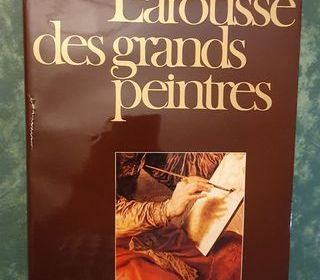 Larousse
des grands
peintres